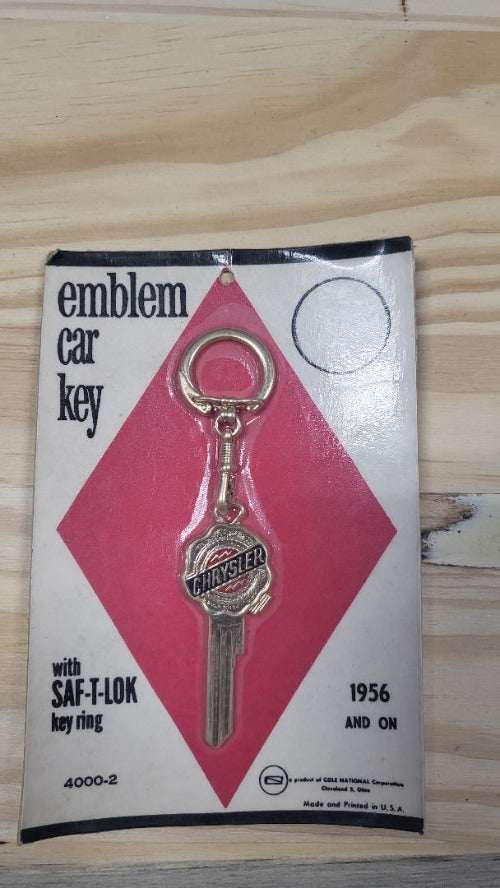 emblem
car
key
CHRYSLER
with
SAF-T-LOK
key ring
4000-2
1956
AND ON
a product of COLE NATIONAL Corporation
Cleveland 5, Ohio
Made and Printed in U.S.A.